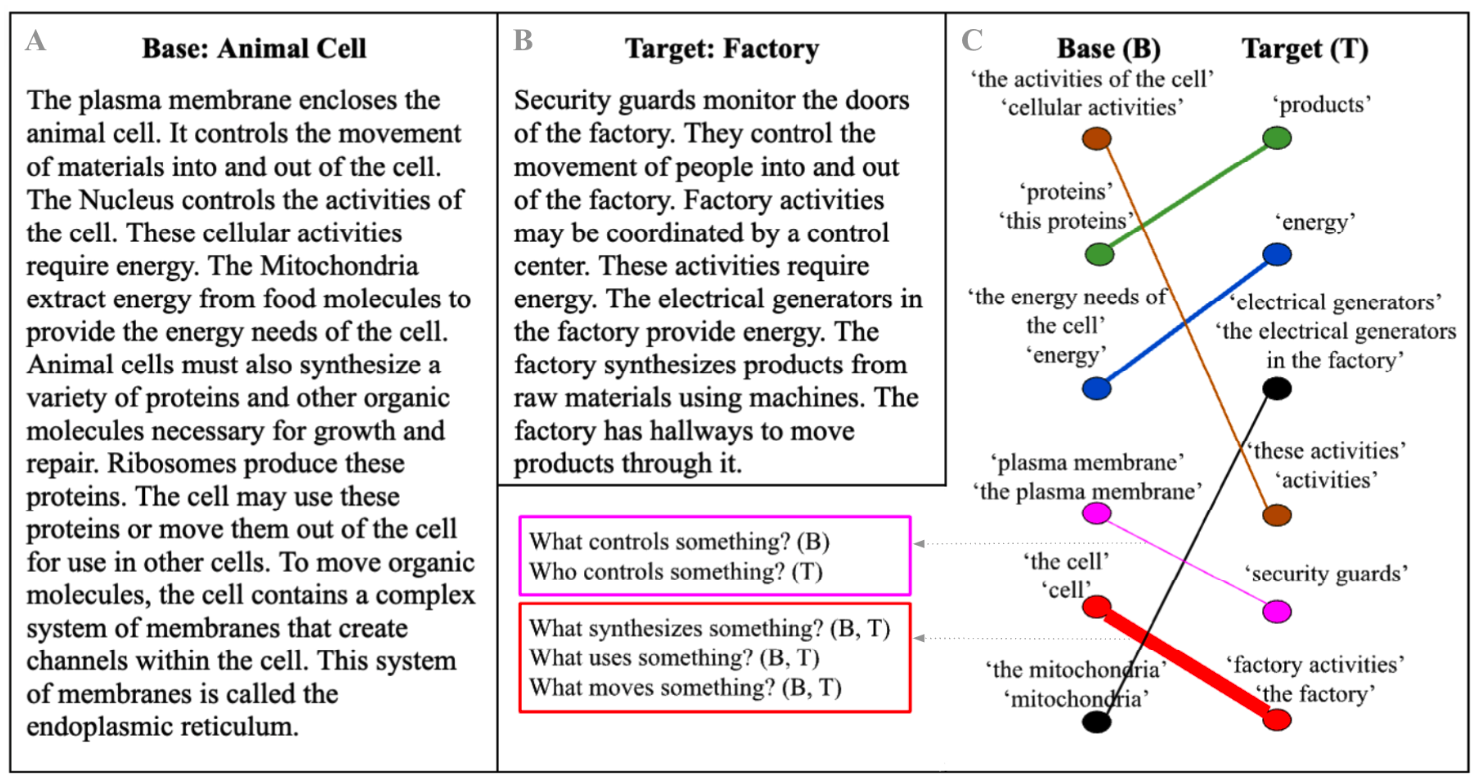 A
Base: Animal Cell
The plasma membrane encloses the
animal cell. It controls the movement
of materials into and out of the cell.
The Nucleus controls the activities of
the cell. These cellular activities
require energy. The Mitochondria
extract energy from food molecules to
provide the energy needs of the cell.
Animal cells must also synthesize a
variety of proteins and other organic
molecules necessary for growth and
repair. Ribosomes produce these
proteins. The cell may use these
proteins or move them out of the cell
for use in other cells. To move organic
molecules, the cell contains a complex
system of membranes that create
channels within the cell. This system
of membranes is called the
endoplasmic reticulum.
B
Target: Factory
Security guards monitor the doors
of the factory. They control the
movement of people into and out
of the factory. Factory activities
may be coordinated by a control
center. These activities require
energy. The electrical generators in
the factory provide energy. The
factory synthesizes products from
raw materials using machines. The
factory has hallways to move
products through it.
What controls something? (B)
Who controls something? (T)
What synthesizes something? (B, T)
What uses something? (B, T)
What moves something? (B, T)
C
Base (B)
Target (T)
‘the activities of the cell’
‘cellular activities’
‘proteins’
‘this proteins’
‘the energy needs of
the cell’
‘energy’
‘plasma membrane’
‘the plasma membrane’
‘the cell’
‘cell’
‘the mitochondria’
‘mitochondria’
‘products’
‘energy’
‘electrical generators’
‘the electrical generators
in the factory’
‘these activities’
‘activities’
‘security guards’
‘factory activities’
‘the factory’